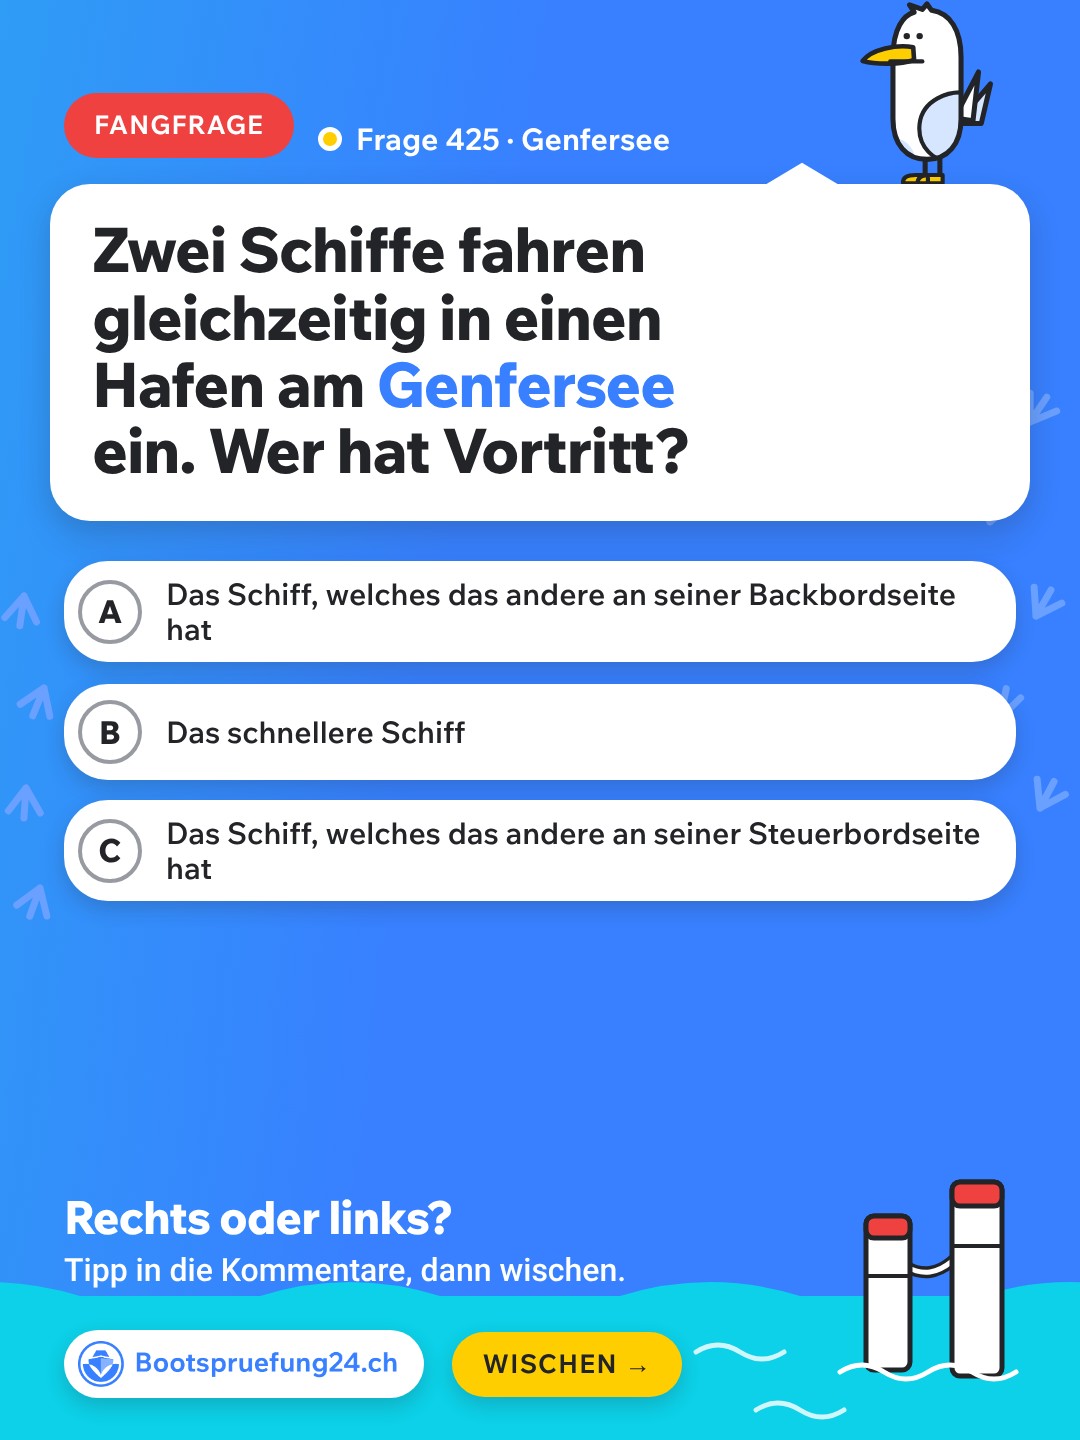 FANGFRAGE
Frage 425 · Genfersee
Zwei Schiffe fahren
gleichzeitig in einen
Hafen am Genfersee
ein. Wer hat Vortritt?
A Das Schiff, welches das andere an seiner Backbordseite
hat
B Das schnellere Schiff
C Das Schiff, welches das andere an seiner Steuerbordseite
hat
Rechts oder links?
Tipp in die Kommentare, dann wischen.
Bootspruefung24.ch
WISCHEN →